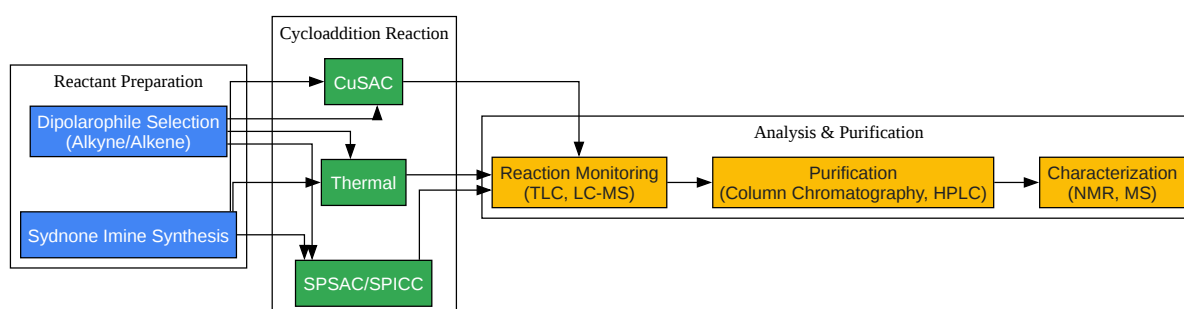 Cycloaddition Reaction
Reactant Preparation
CuSAC
Dipolarophile Selection
(Alkyne/Alkene)
Thermal
Sydnone Imine Synthesis
SPSAC/SPICC
Analysis & Purification
Reaction Monitoring
(TLC, LC-MS)
Purification
(Column Chromatography, HPLC)
Characterization
(NMR, MS)